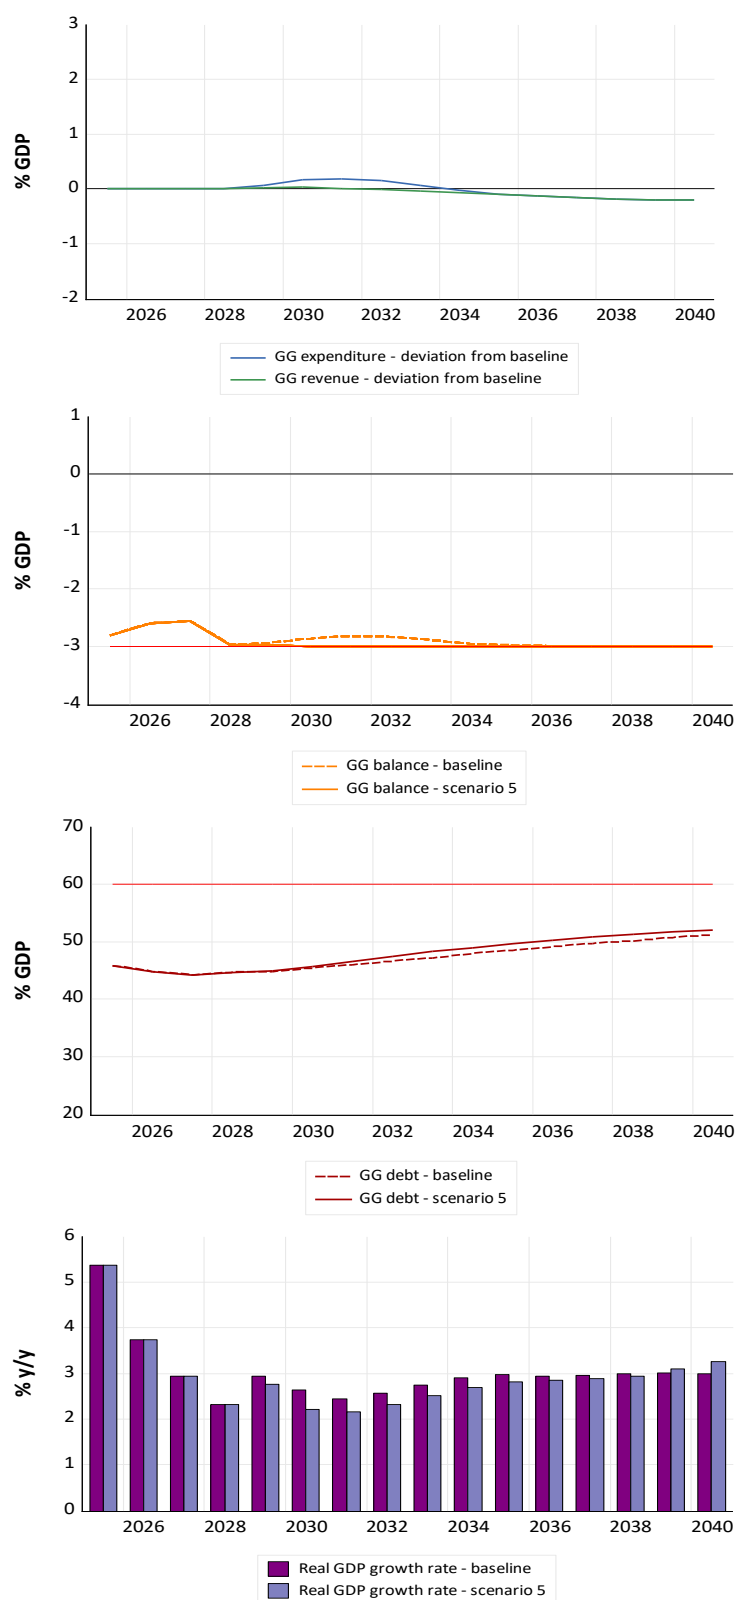 3
2
1
0
-1
-2
% GDP
2026 2028 2030 2032 2034 2036 2038 2040
GG expenditure - deviation from baseline
GG revenue - deviation from baseline
1
0
-1
-2
-3
-4
% GDP
2026 2028 2030 2032 2034 2036 2038 2040
GG balance - baseline
GG balance - scenario 5
70
60
50
40
30
20
% GDP
2026 2028 2030 2032 2034 2036 2038 2040
GG debt - baseline
GG debt - scenario 5
6
5
4
3
2
1
0
% y/y
2026 2028 2030 2032 2034 2036 2038 2040
Real GDP growth rate - baseline
Real GDP growth rate - scenario 5